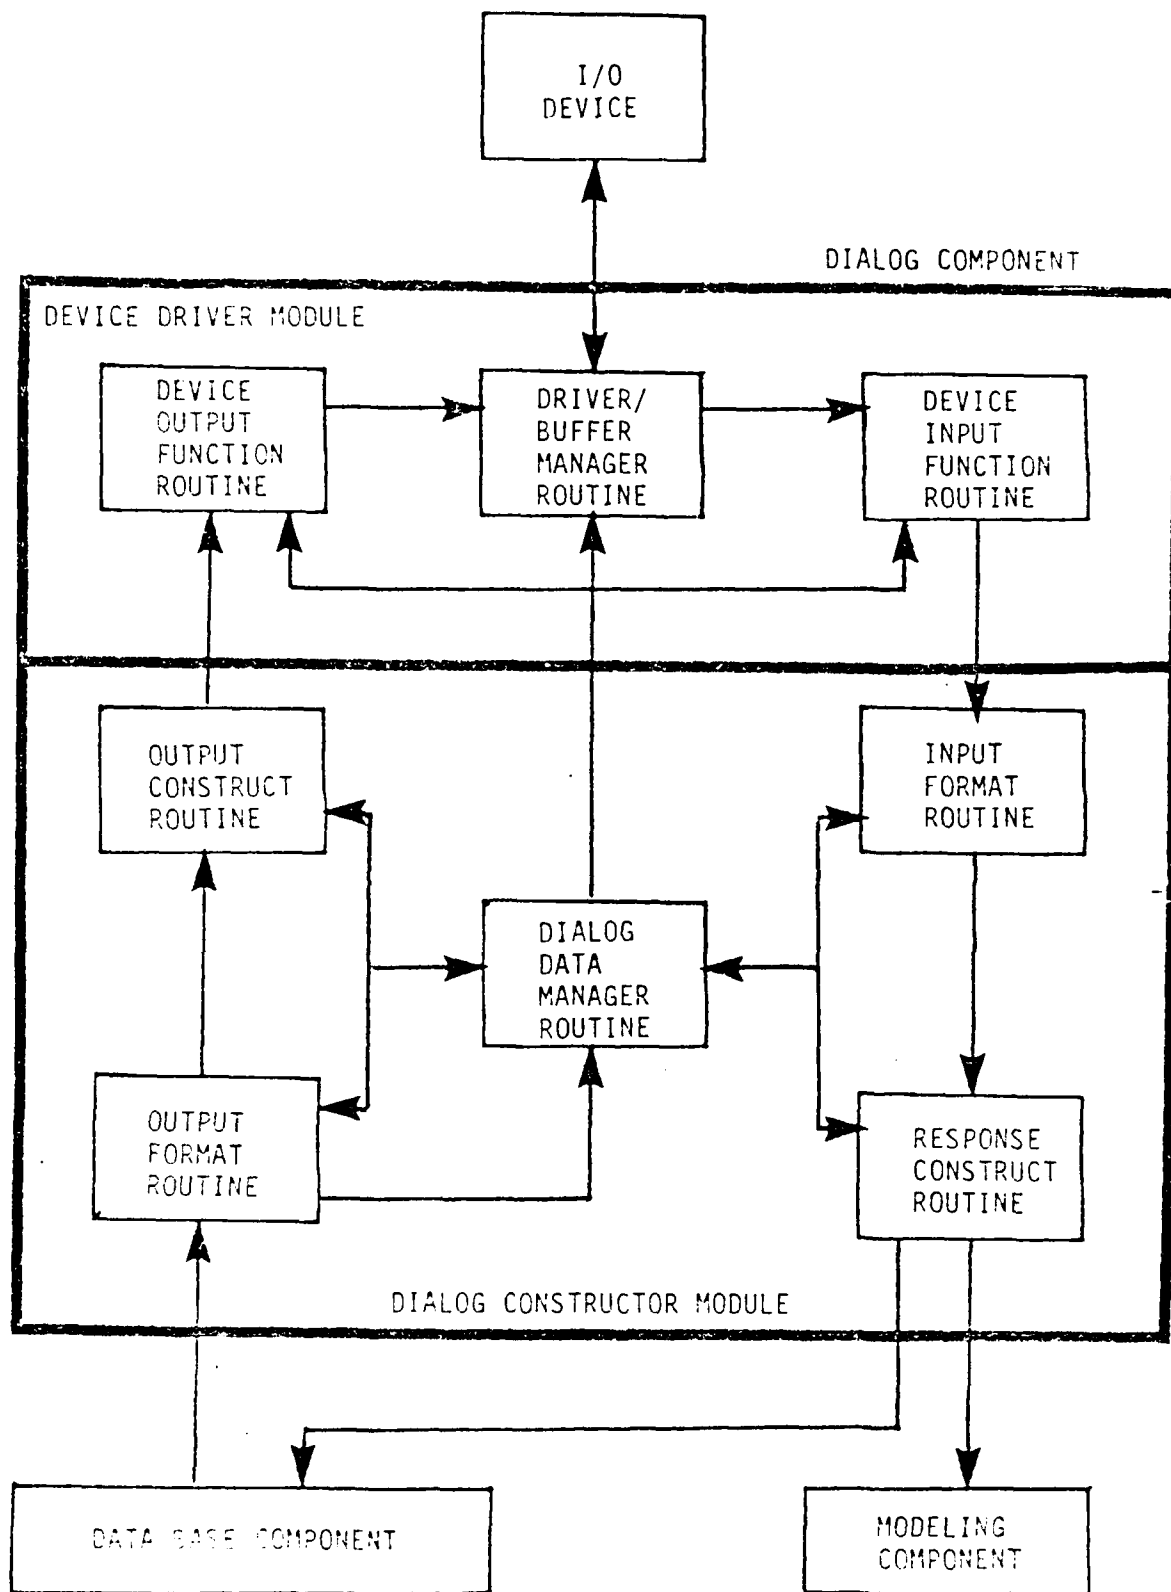 I/O
DEVICE
DIALOG COMPONENT
DEVICE DRIVER MODULE
DEVICE
OUTPUT
FUNCTION
ROUTINE
DRIVER/
BUFFER
MANAGER
ROUTINE
DEVICE
INPUT
FUNCTION
ROUTINE
OUTPUT
CONSTRUCT
ROUTINE
INPUT
FORMAT
ROUTINE
DIALOG
DATA
MANAGER
ROUTINE
OUTPUT
FORMAT
ROUTINE
RESPONSE
CONSTRUCT
ROUTINE
DIALOG CONSTRUCTOR MODULE
DATA BASE COMPONENT
MODELING
COMPONENT